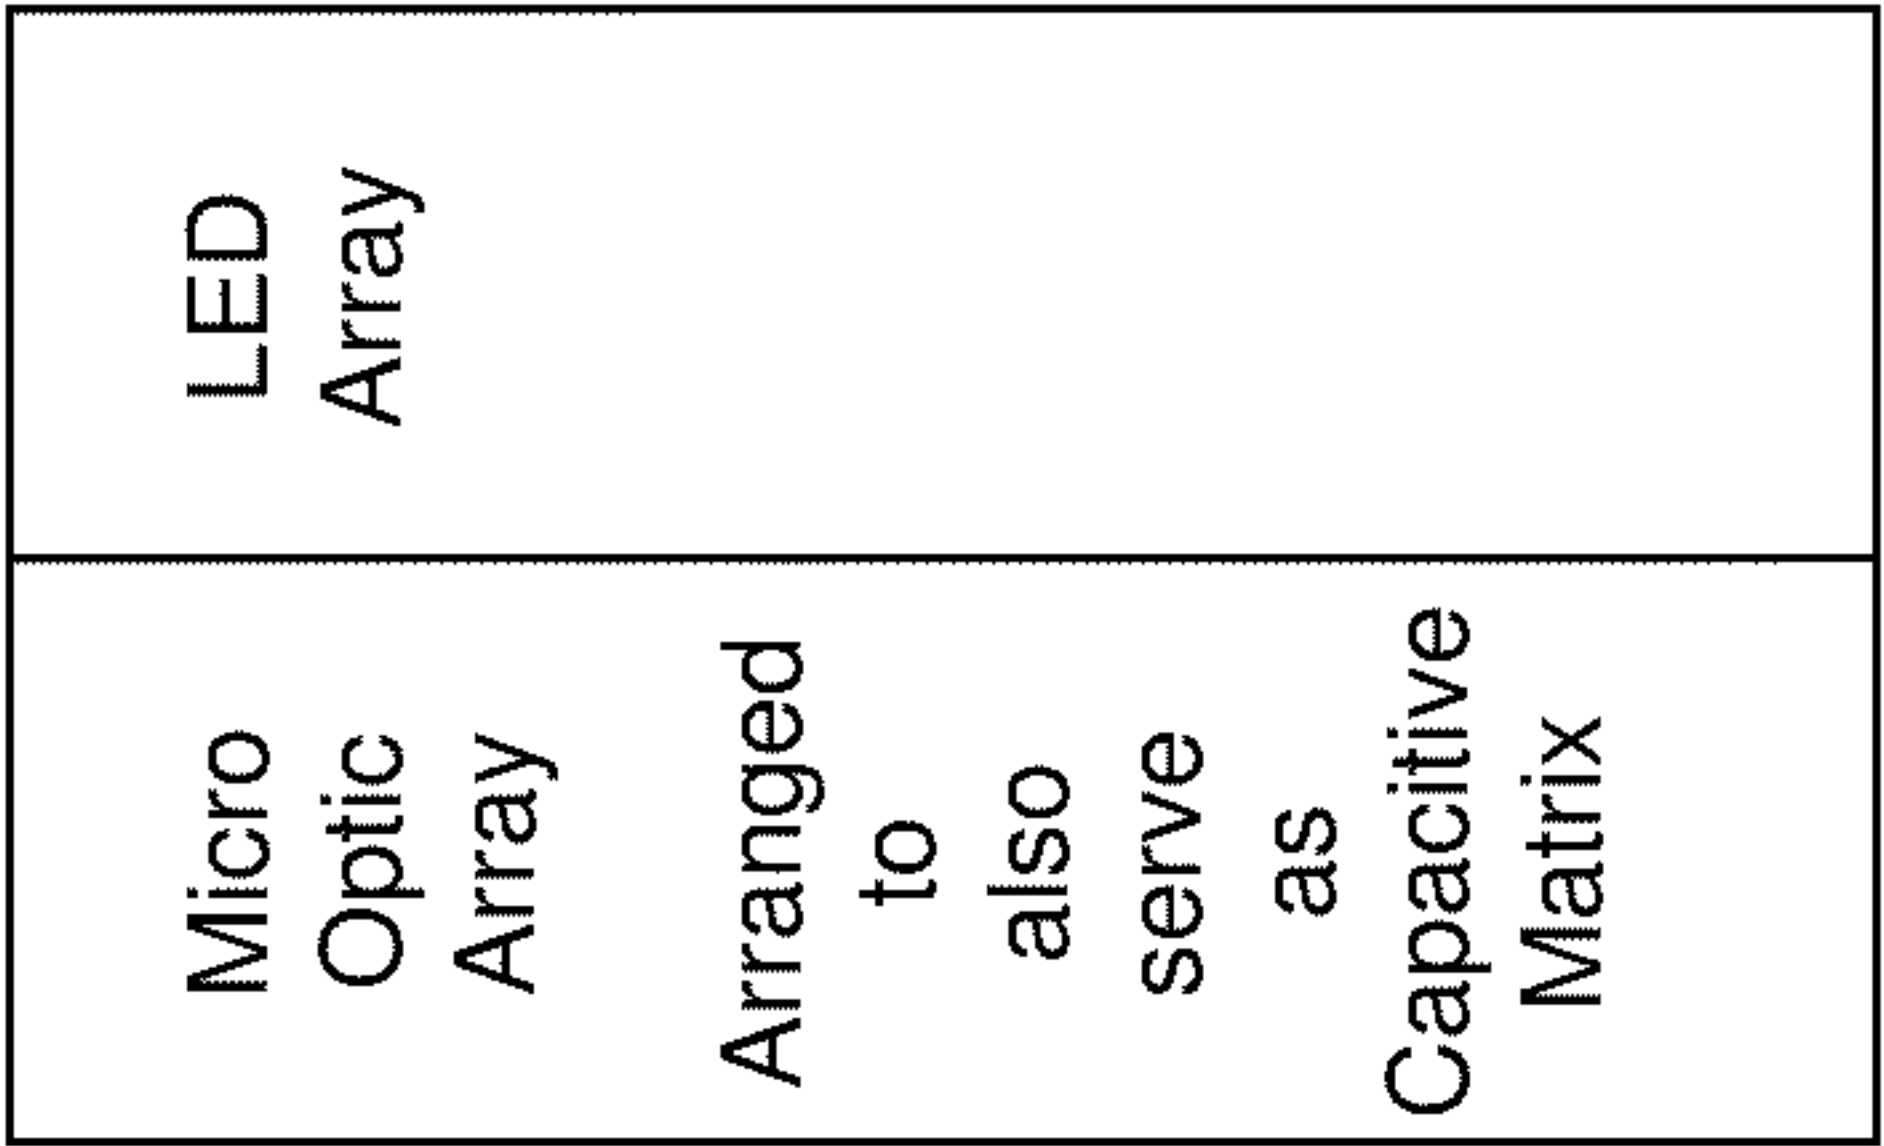 Micro
Optic
Array
Arranged
to
also
serve
as
Capacitive
Matrix
LED
Array